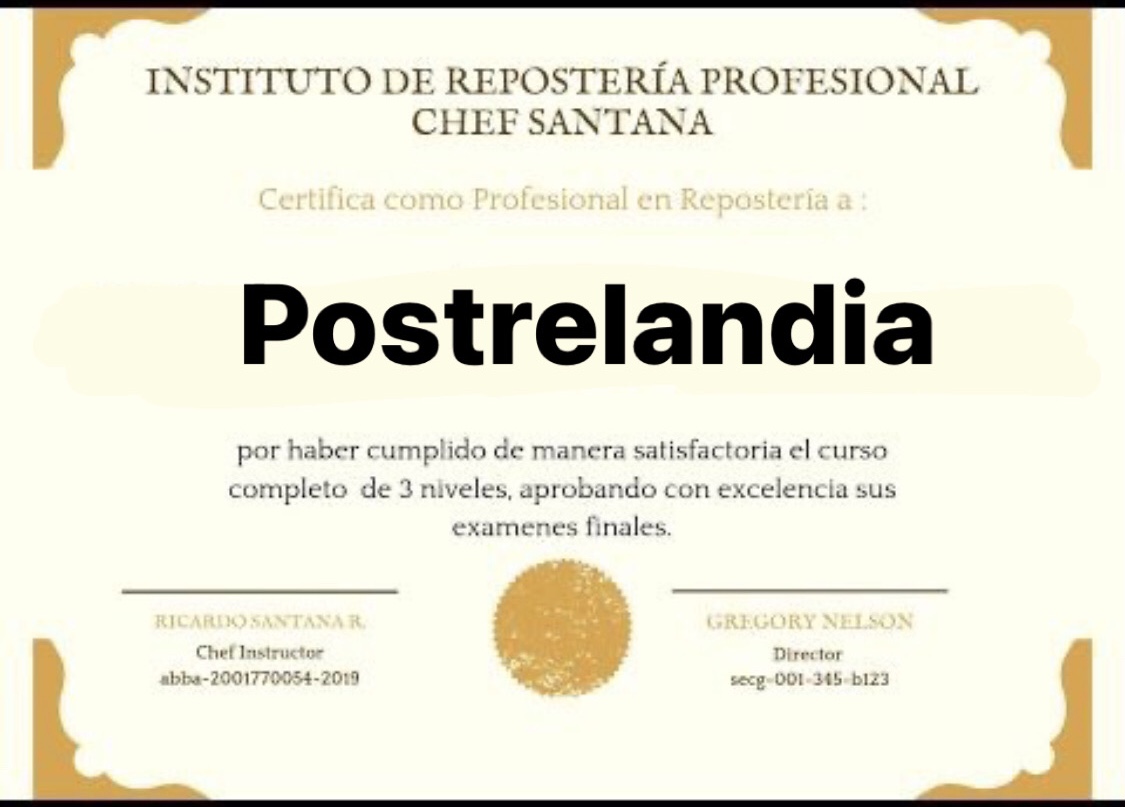 INSTITUTO DE REPOSTERÍA PROFESIONAL
CHEF SANTANA
Certifica como Profesional en Repostería a :
Postrelandia
por haber cumplido de manera satisfactoria el curso
completo de 3 niveles, aprobando con excelencia sus
examenes finales.
RICARDO SANTANA R.
Chef Instructor
abba-2001770054-2019
GREGORY NELSON
Director
secg-001-345-b123